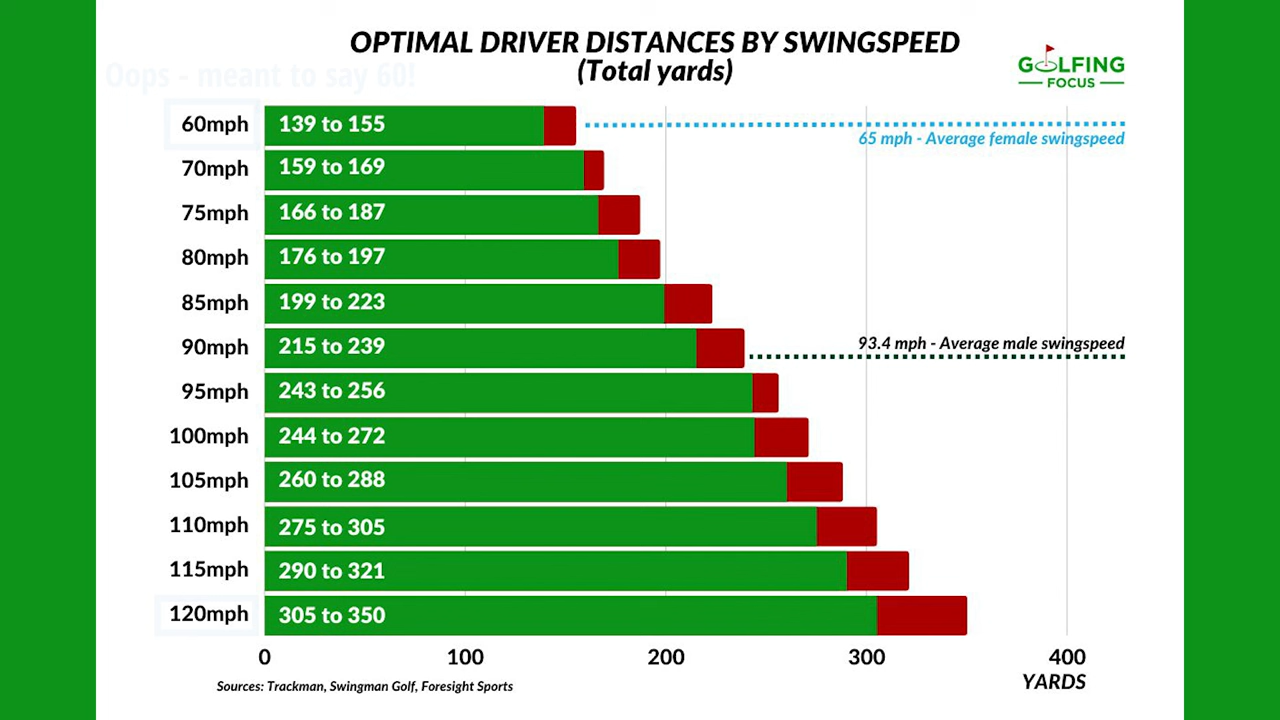 OPTIMAL DRIVER DISTANCES BY SWINGSPEED
(Total yards)
Oops - meant to say 60!
GOLFING
FOCUS
60mph 139 to 155
65 mph - Average female swingspeed
70mph 159 to 169
75mph 166 to 187
80mph 176 to 197
85mph 199 to 223
90mph 215 to 239
93.4 mph - Average male swingspeed
95mph 243 to 256
100mph 244 to 272
105mph 260 to 288
110mph 275 to 305
115mph 290 to 321
120mph 305 to 350
0 100 200 300 400
YARDS
Sources: Trackman, Swingman Golf, Foresight Sports